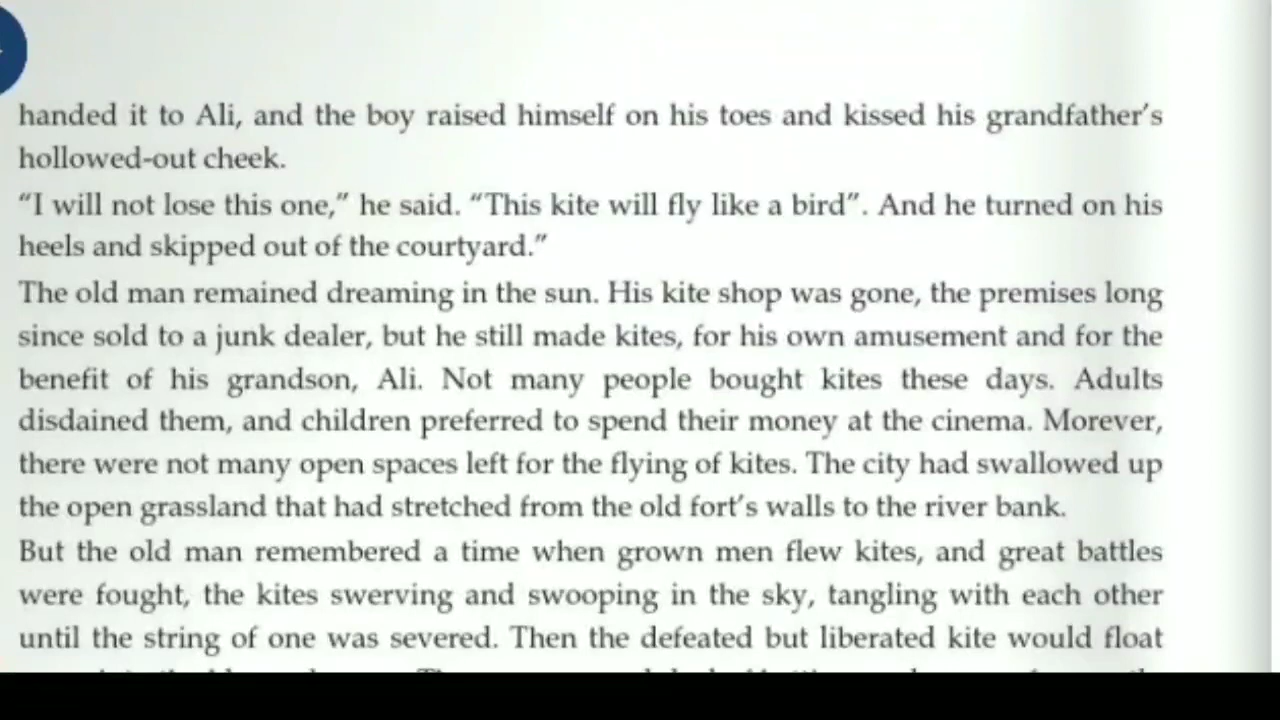 handed it to Ali, and the boy raised himself on his toes and kissed his grandfather's
hollowed-out cheek.
“I will not lose this one,” he said. “This kite will fly like a bird”. And he turned on his
heels and skipped out of the courtyard.”
The old man remained dreaming in the sun. His kite shop was gone, the premises long
since sold to a junk dealer, but he still made kites, for his own amusement and for the
benefit of his grandson, Ali. Not many people bought kites these days. Adults
disdained them, and children preferred to spend their money at the cinema. Morever,
there were not many open spaces left for the flying of kites. The city had swallowed up
the open grassland that had stretched from the old fort's walls to the river bank.
But the old man remembered a time when grown men flew kites, and great battles
were fought, the kites swerving and swooping in the sky, tangling with each other
until the string of one was severed. Then the defeated but liberated kite would float